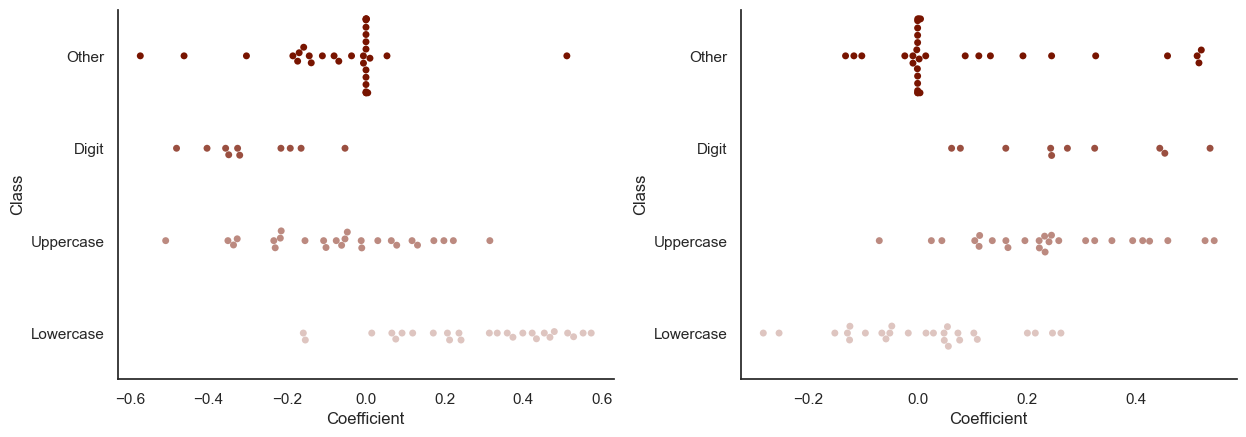 Class
Other
Digit
Uppercase
Lowercase
−0.6 −0.4 −0.2 0.0 0.2 0.4 0.6
Coefficient
Class
Other
Digit
Uppercase
Lowercase
−0.2 0.0 0.2 0.4
Coefficient